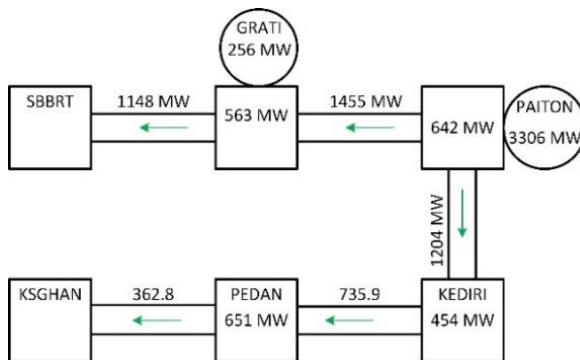 GRATI
256 MW
SBBRT
1148 MW
563 MW
1455 MW
642 MW
PAITON
3306 MW
1204 MW
KSGHAN
362.8
PEDAN
651 MW
735.9
KEDIRI
454 MW